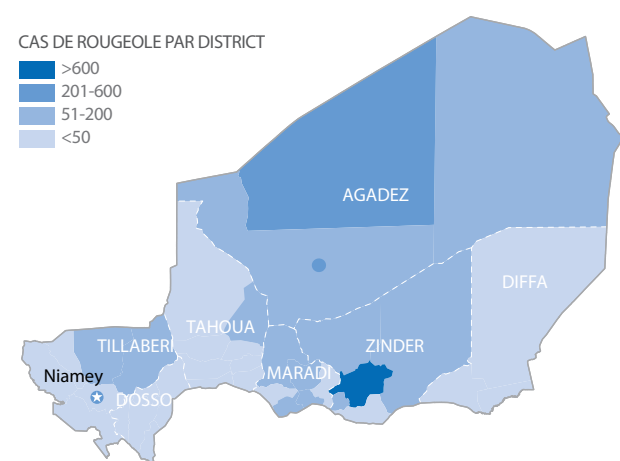 CAS DE ROUGEOLE PAR DISTRICT
>600
201-600
51-200
<50
AGADEZ
DIFFA
TAHOUA
TILLABERI
ZINDER
MARADI
Niamey
DOSSO